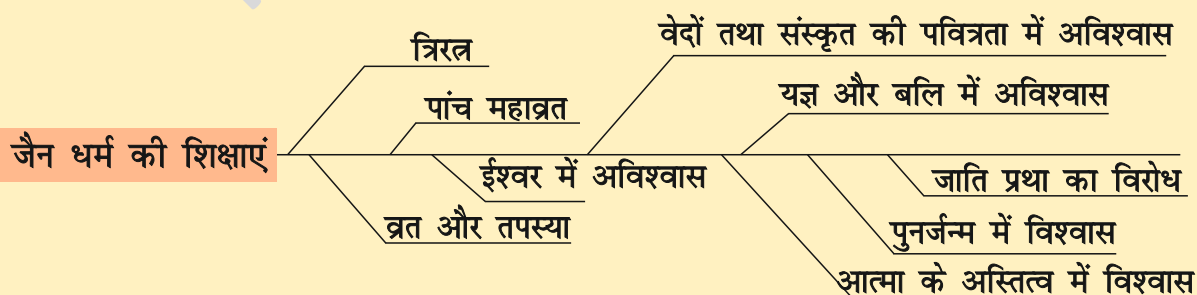 जैन धर्म की शिक्षाएं
त्रिरत्न
पांच महाव्रत
ईश्वर में अविश्वास
व्रत और तपस्या
वेदों तथा संस्कृत की पवित्रता में अविश्वास
यज्ञ और बलि में अविश्वास
जाति प्रथा का विरोध
पुनर्जन्म में विश्वास
आत्मा के अस्तित्व में विश्वास